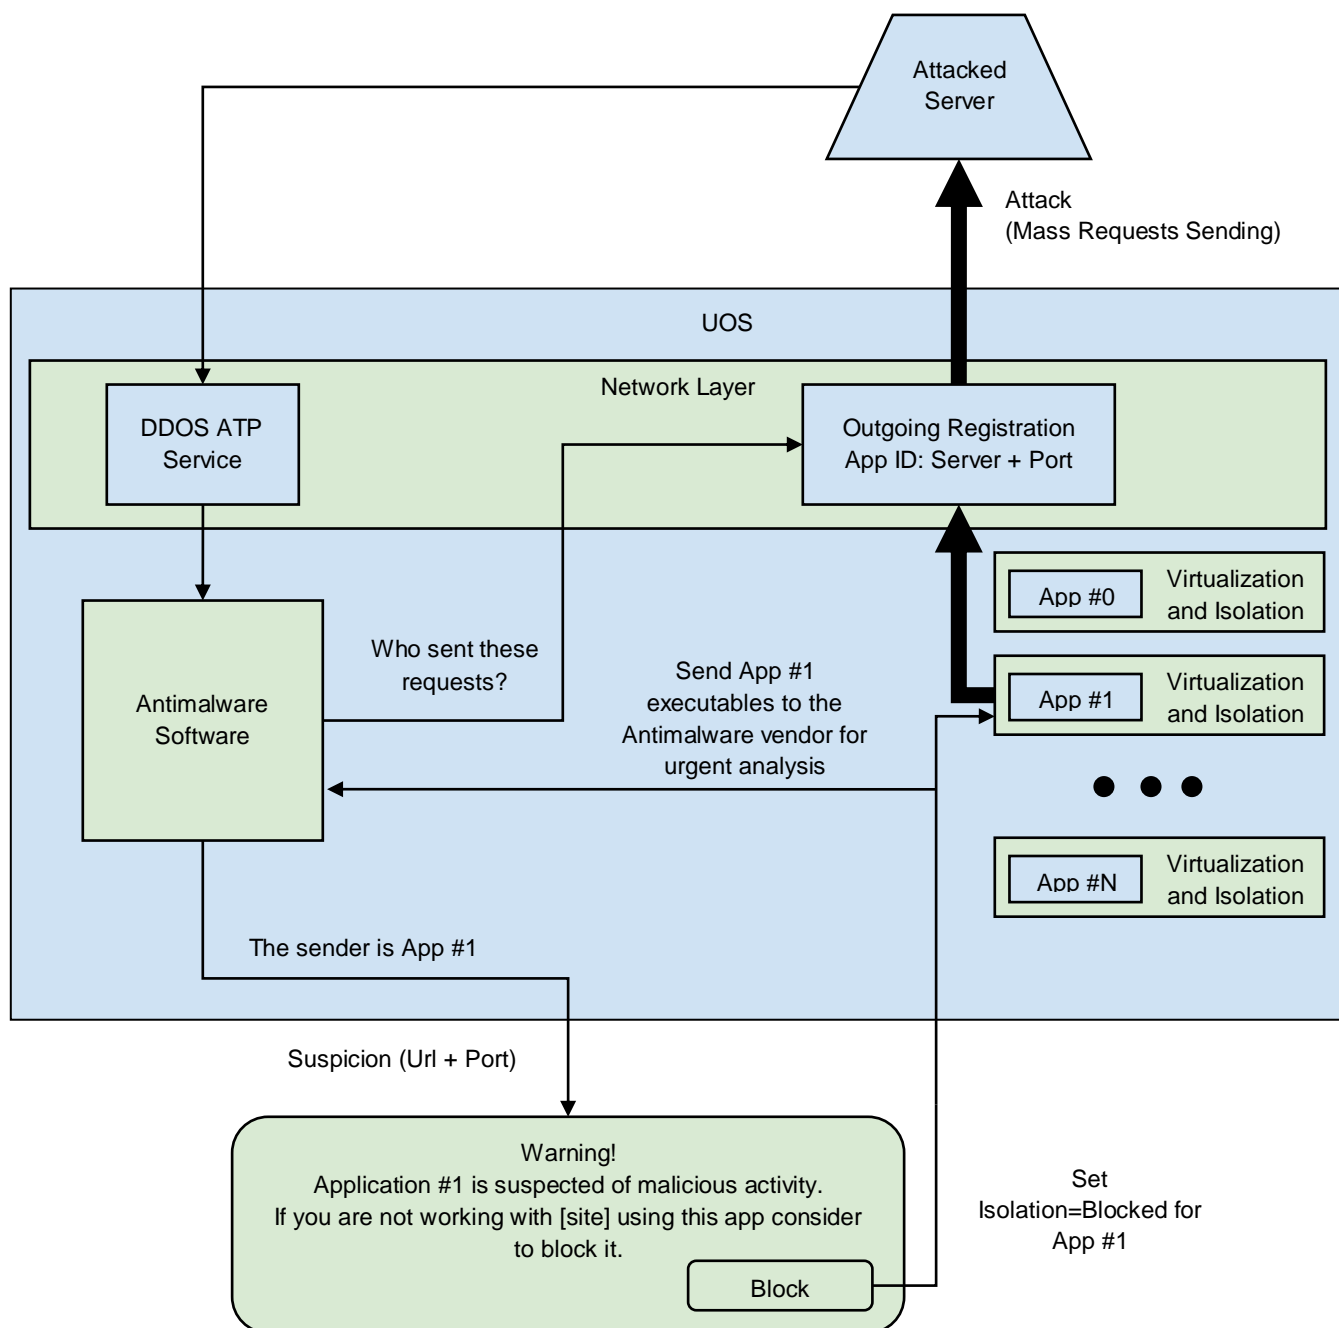 Attacked
Server
Attack
(Mass Requests Sending)
UOS
Network Layer
DDOS ATP
Service
Outgoing Registration
App ID: Server + Port
App #0
Virtualization
and Isolation
Who sent these
requests?
Send App #1
executables to the
Antimalware vendor for
urgent analysis
App #1
Virtualization
and Isolation
Antimalware
Software
App #N
Virtualization
and Isolation
The sender is App #1
Suspicion (Url + Port)
Warning!
Application #1 is suspected of malicious activity.
If you are not working with [site] using this app consider
to block it.
Block
Set
Isolation=Blocked for
App #1